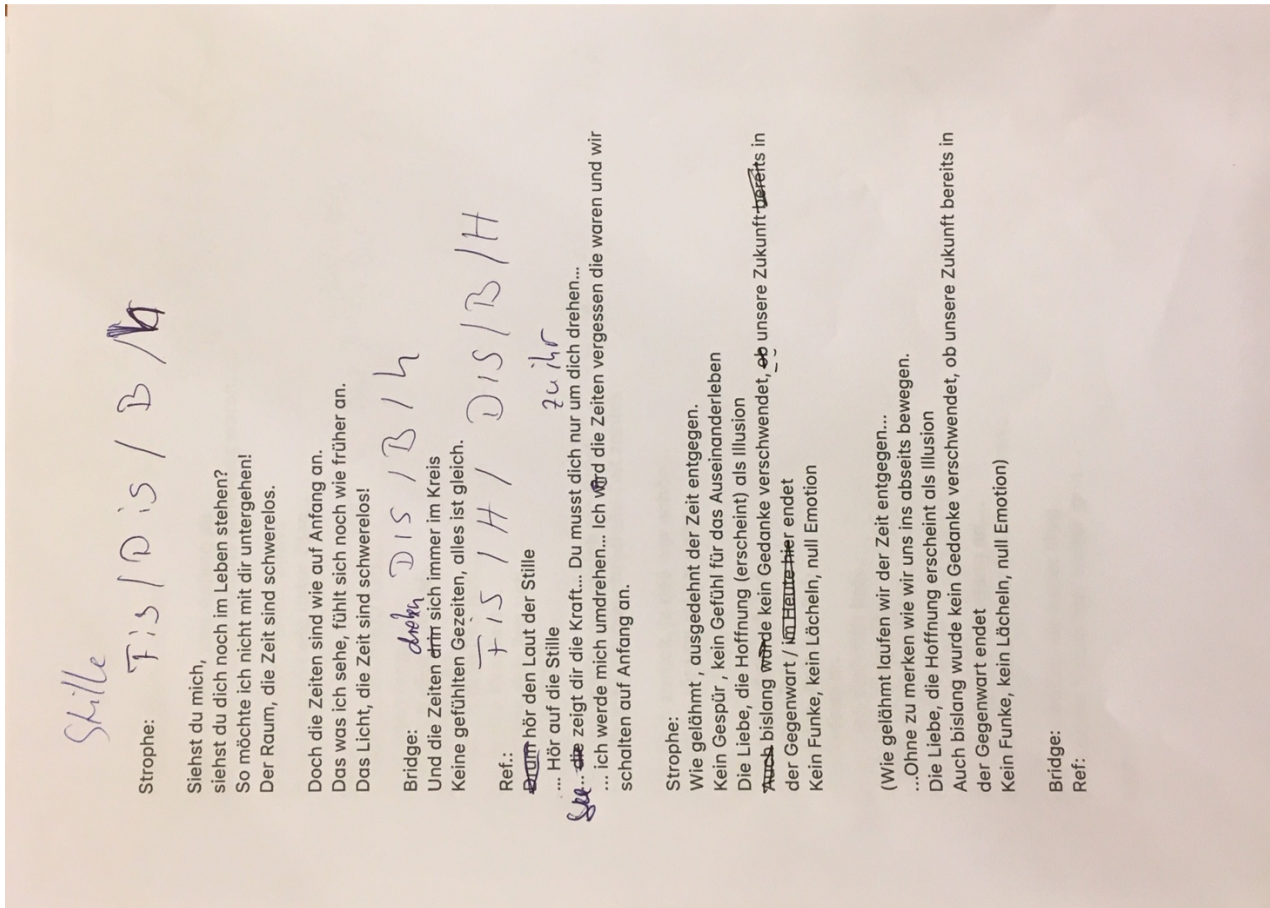 Stille
Strophe: Fis / Dis / B /
Siehst du mich,
siehst du dich noch im Leben stehen?
So möchte ich nicht mit dir untergehen!
Der Raum, die Zeit sind schwerelos.
Doch die Zeiten sind wie auf Anfang an.
Das was ich sehe, fühlt sich noch wie früher an.
Das Licht, die Zeit sind schwerelos!
Bridge: DIS / B / h
drehen
Und die Zeiten drin sich immer im Kreis
Keine gefühlten Gezeiten, alles ist gleich.
Ref.: FIS / H / DIS / B / H
Drum hör den Laut der Stille
... Hör auf die Stille
zu ihr
Sie... die zeigt dir die Kraft... Du musst dich nur um dich drehen...
... ich werde mich umdrehen... Ich wird die Zeiten vergessen die waren und wir
schalten auf Anfang an.
Strophe:
Wie gelähmt , ausgedehnt der Zeit entgegen.
Kein Gespür , kein Gefühl für das Auseinanderleben
Die Liebe, die Hoffnung (erscheint) als Illusion
Auch bislang wurde kein Gedanke verschwendet, ob unsere Zukunft bereits in
der Gegenwart / im Heute hier endet
Kein Funke, kein Lächeln, null Emotion
(Wie gelähmt laufen wir der Zeit entgegen...
...Ohne zu merken wie wir uns ins abseits bewegen.
Die Liebe, die Hoffnung erscheint als Illusion
Auch bislang wurde kein Gedanke verschwendet, ob unsere Zukunft bereits in
der Gegenwart endet
Kein Funke, kein Lächeln, null Emotion)
Bridge:
Ref: